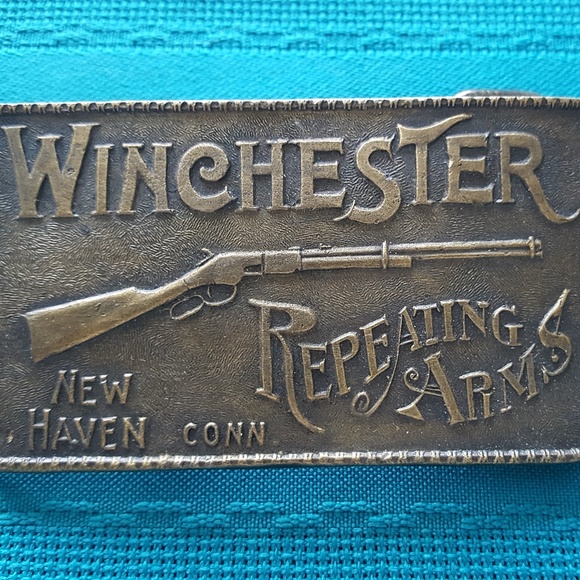 WINCHESTER
REPEATING
ARMS
NEW
HAVEN CONN